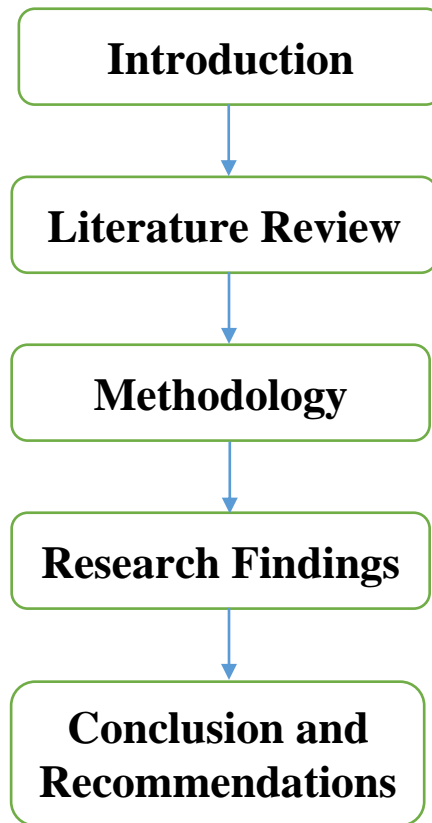 Introduction
Literature Review
Methodology
Research Findings
Conclusion and
Recommendations